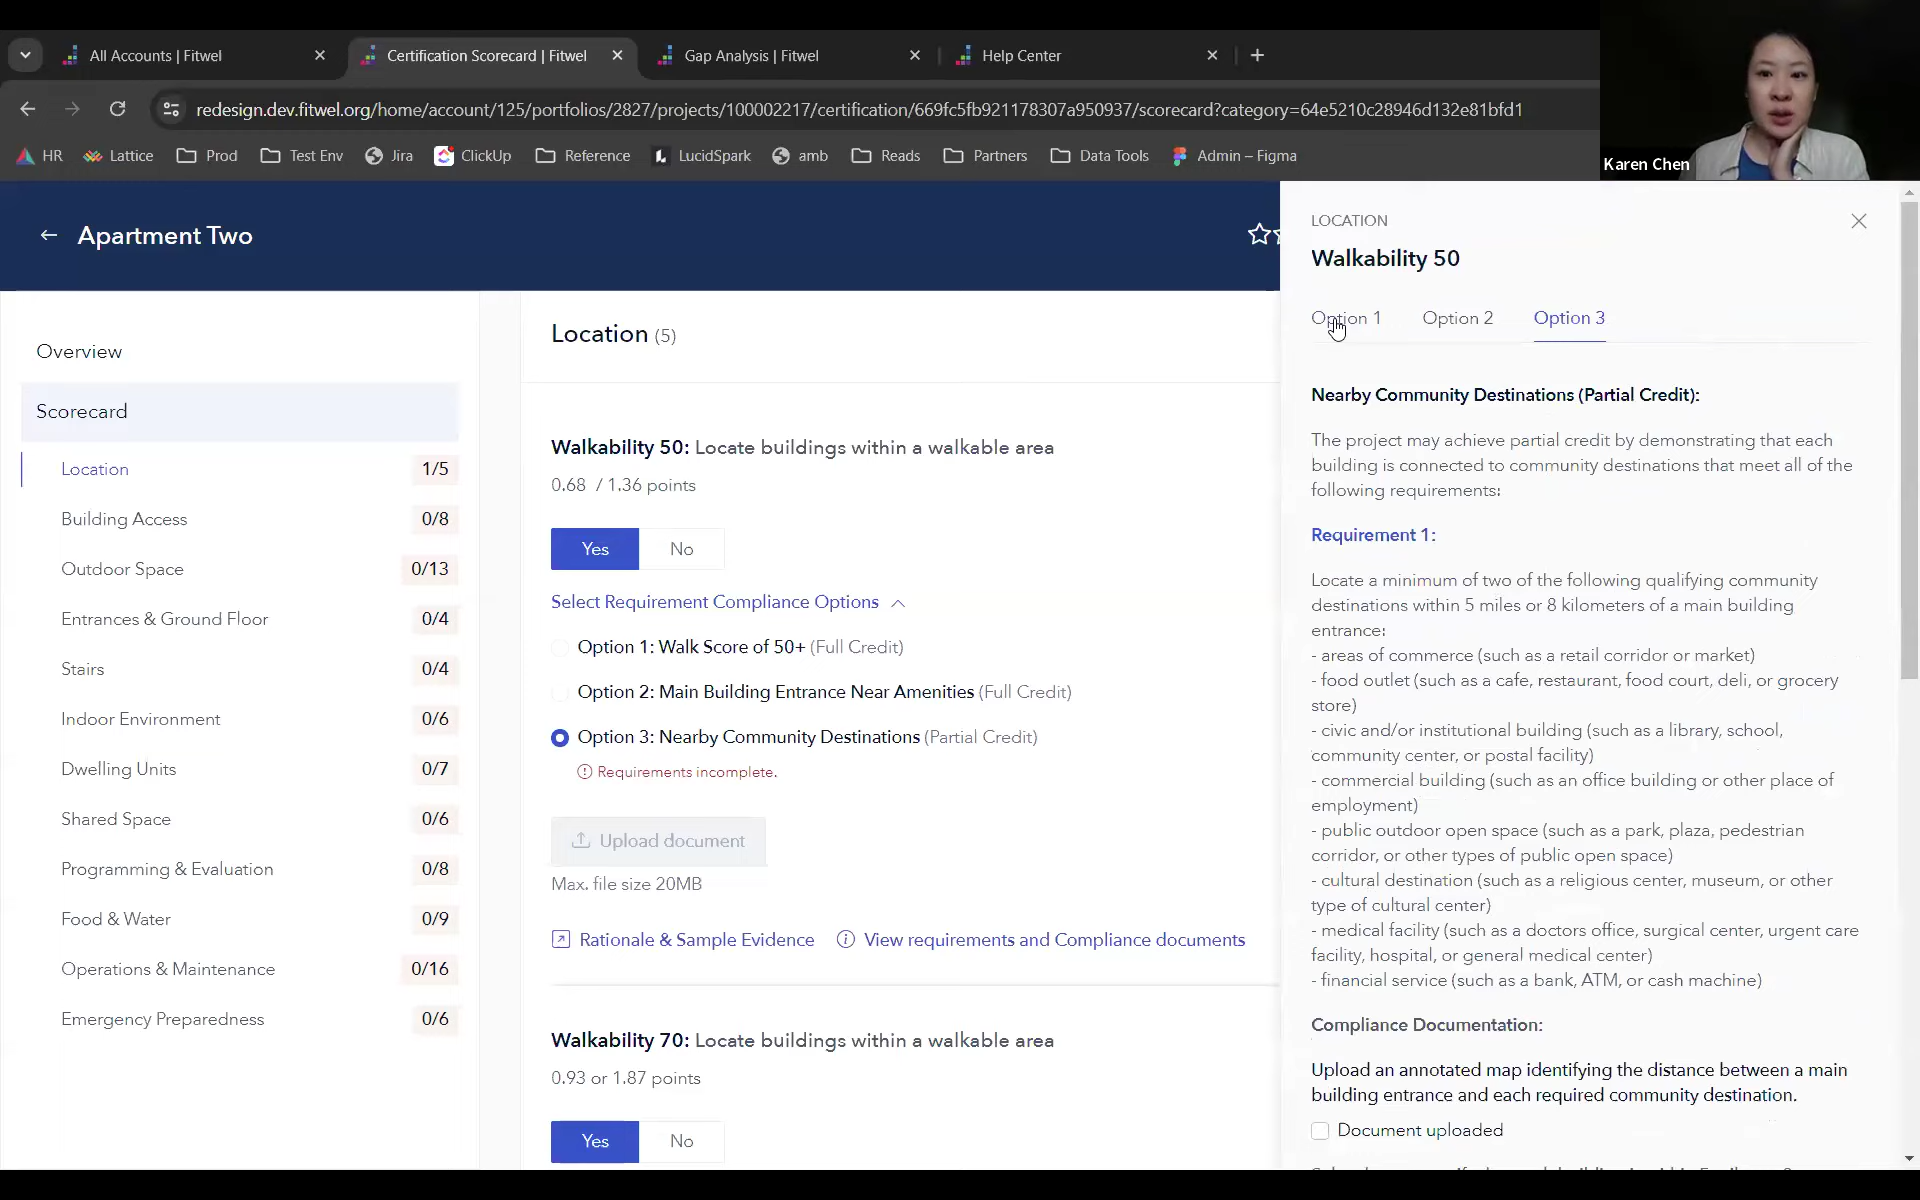 All Accounts | Fitwel
Certification Scorecard | Fitwel
Gap Analysis | Fitwel
Help Center
redesign.dev.fitwel.org/home/account/125/portfolios/2827/projects/100002217/certification/669fc5fb921178307a950937/scorecard?category=64e5210c28946d132e81bfd1
HR
Lattice
Prod
Test Env
Jira
ClickUp
Reference
LucidSpark
amb
Reads
Partners
Data Tools
Admin – Figma
Karen Chen
Apartment Two
Overview
Scorecard
Location 1/5
Building Access 0/8
Outdoor Space 0/13
Entrances & Ground Floor 0/4
Stairs 0/4
Indoor Environment 0/6
Dwelling Units 0/7
Shared Space 0/6
Programming & Evaluation 0/8
Food & Water 0/9
Operations & Maintenance 0/16
Emergency Preparedness 0/6
Location (5)
Walkability 50: Locate buildings within a walkable area
0.68 / 1.36 points
Yes No
Select Requirement Compliance Options
Option 1: Walk Score of 50+ (Full Credit)
Option 2: Main Building Entrance Near Amenities (Full Credit)
Option 3: Nearby Community Destinations (Partial Credit)
Requirements incomplete.
Upload document
Max. file size 20MB
Rationale & Sample Evidence
View requirements and Compliance documents
Walkability 70: Locate buildings within a walkable area
0.93 or 1.87 points
Yes No
LOCATION
Walkability 50
Option 1 Option 2 Option 3
Nearby Community Destinations (Partial Credit):
The project may achieve partial credit by demonstrating that each
building is connected to community destinations that meet all of the
following requirements:
Requirement 1:
Locate a minimum of two of the following qualifying community
destinations within 5 miles or 8 kilometers of a main building
entrance:
- areas of commerce (such as a retail corridor or market)
- food outlet (such as a cafe, restaurant, food court, deli, or grocery
store)
- civic and/or institutional building (such as a library, school,
community center, or postal facility)
- commercial building (such as an office building or other place of
employment)
- public outdoor open space (such as a park, plaza, pedestrian
corridor, or other types of public open space)
- cultural destination (such as a religious center, museum, or other
type of cultural center)
- medical facility (such as a doctors office, surgical center, urgent care
facility, hospital, or general medical center)
- financial service (such as a bank, ATM, or cash machine)
Compliance Documentation:
Upload an annotated map identifying the distance between a main
building entrance and each required community destination.
Document uploaded